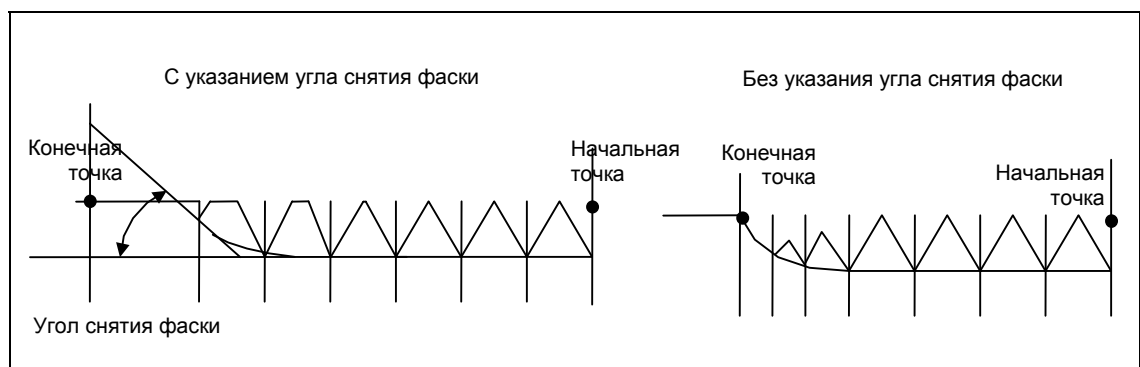 С указанием угла снятия фаски
Конечная
точка
Начальная
точка
Угол снятия фаски
Без указания угла снятия фаски
Конечная
точка
Начальная
точка